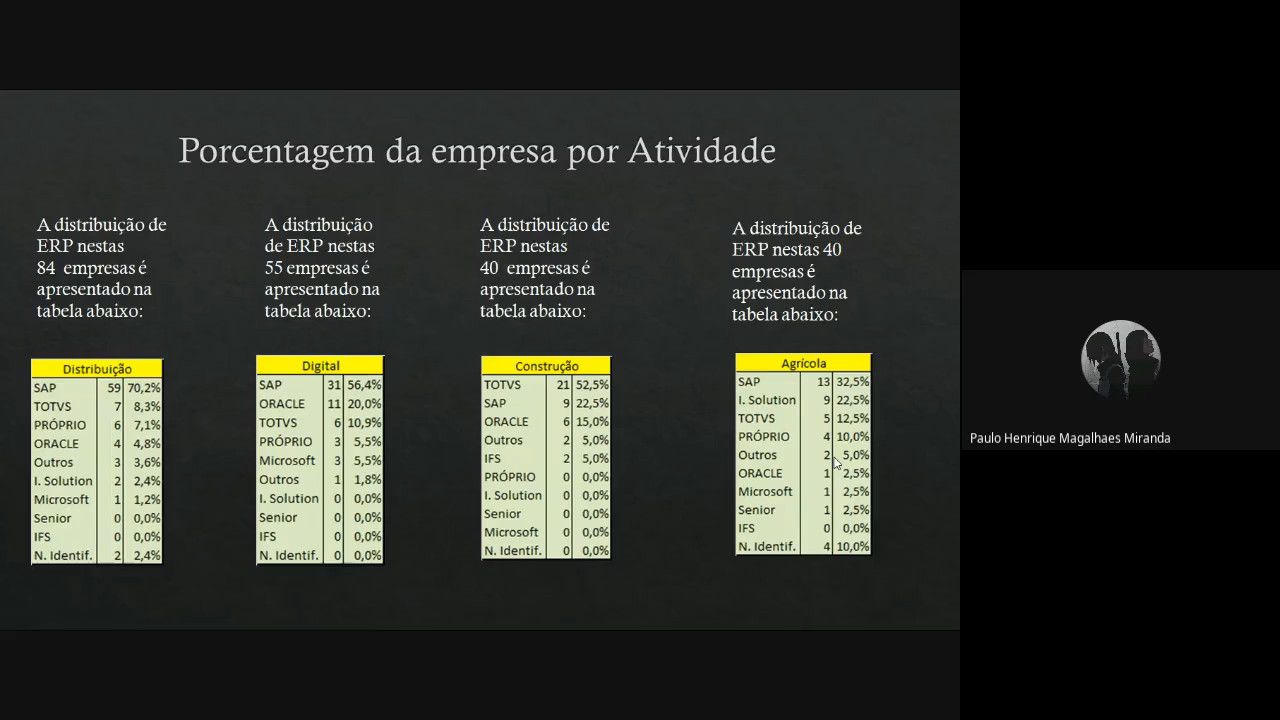 Porcentagem da empresa por Atividade
A distribuição de
ERP nestas
84 empresas é
apresentado na
tabela abaixo:
A distribuição
de ERP nestas
55 empresas é
apresentado na
tabela abaixo:
A distribuição de
ERP nestas
40 empresas é
apresentado na
tabela abaixo:
A distribuição de
ERP nestas 40
empresas é
apresentado na
tabela abaixo:
Distribuição
SAP 59 70,2%
TOTVS 7 8,3%
PRÓPRIO 6 7,1%
ORACLE 4 4,8%
Outros 3 3,6%
I. Solution 2 2,4%
Microsoft 1 1,2%
Senior 0 0,0%
IFS 0 0,0%
N. Identif. 2 2,4%
Digital
SAP 31 56,4%
ORACLE 11 20,0%
TOTVS 6 10,9%
PRÓPRIO 3 5,5%
Microsoft 3 5,5%
Outros 1 1,8%
I. Solution 0 0,0%
Senior 0 0,0%
IFS 0 0,0%
N. Identif. 0 0,0%
Construção
TOTVS 21 52,5%
SAP 9 22,5%
ORACLE 6 15,0%
Outros 2 5,0%
IFS 2 5,0%
PRÓPRIO 0 0,0%
I. Solution 0 0,0%
Senior 0 0,0%
Microsoft 0 0,0%
N. Identif. 0 0,0%
Agrícola
SAP 13 32,5%
I. Solution 9 22,5%
TOTVS 5 12,5%
PRÓPRIO 4 10,0%
Outros 2 5,0%
ORACLE 1 2,5%
Microsoft 1 2,5%
Senior 1 2,5%
IFS 0 0,0%
N. Identif. 4 10,0%
Paulo Henrique Magalhaes Miranda